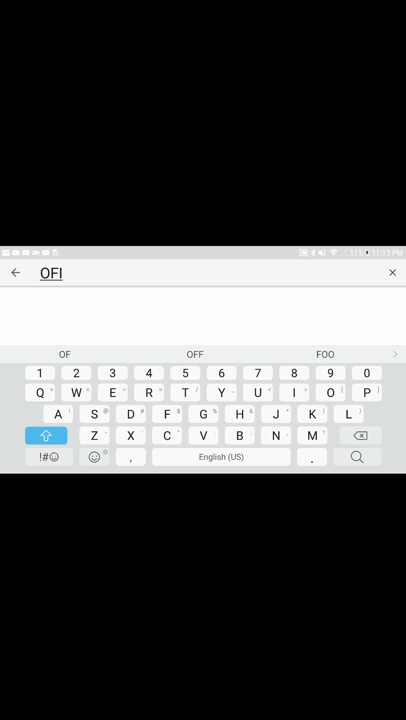 11% 11:13 PM
OFI
OF OFF FOO
1 2 3 4 5 6 7 8 9 0
Q W E R T Y U I O P
A S D F G H J K L
Z X C V B N M
!#☺ , English (US) .